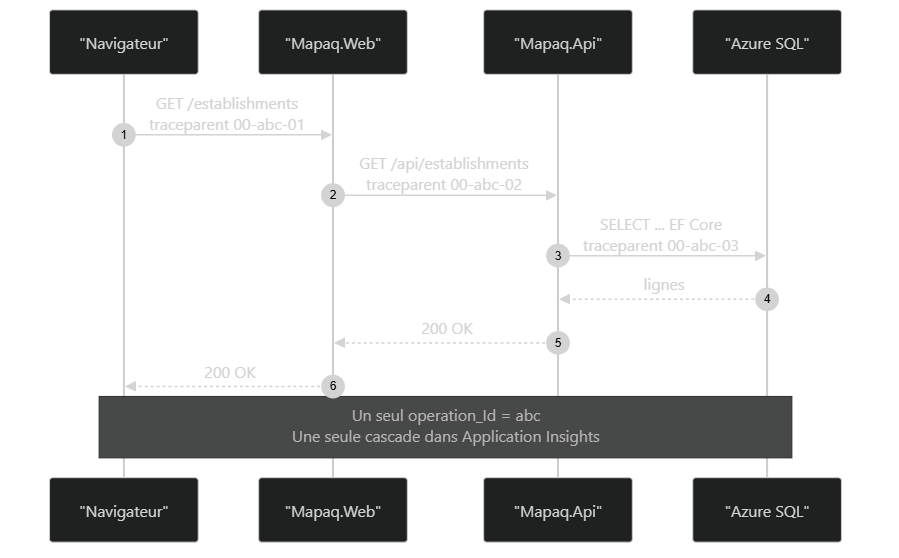 "Navigateur"
"Mapaq.Web"
"Mapaq.Api"
"Azure SQL"
GET /establishments
traceparent 00-abc-01
1
GET /api/establishments
traceparent 00-abc-02
2
SELECT ... EF Core
traceparent 00-abc-03
3
lignes
4
200 OK
5
200 OK
6
Un seul operation_Id = abc
Une seule cascade dans Application Insights
"Navigateur"
"Mapaq.Web"
"Mapaq.Api"
"Azure SQL"